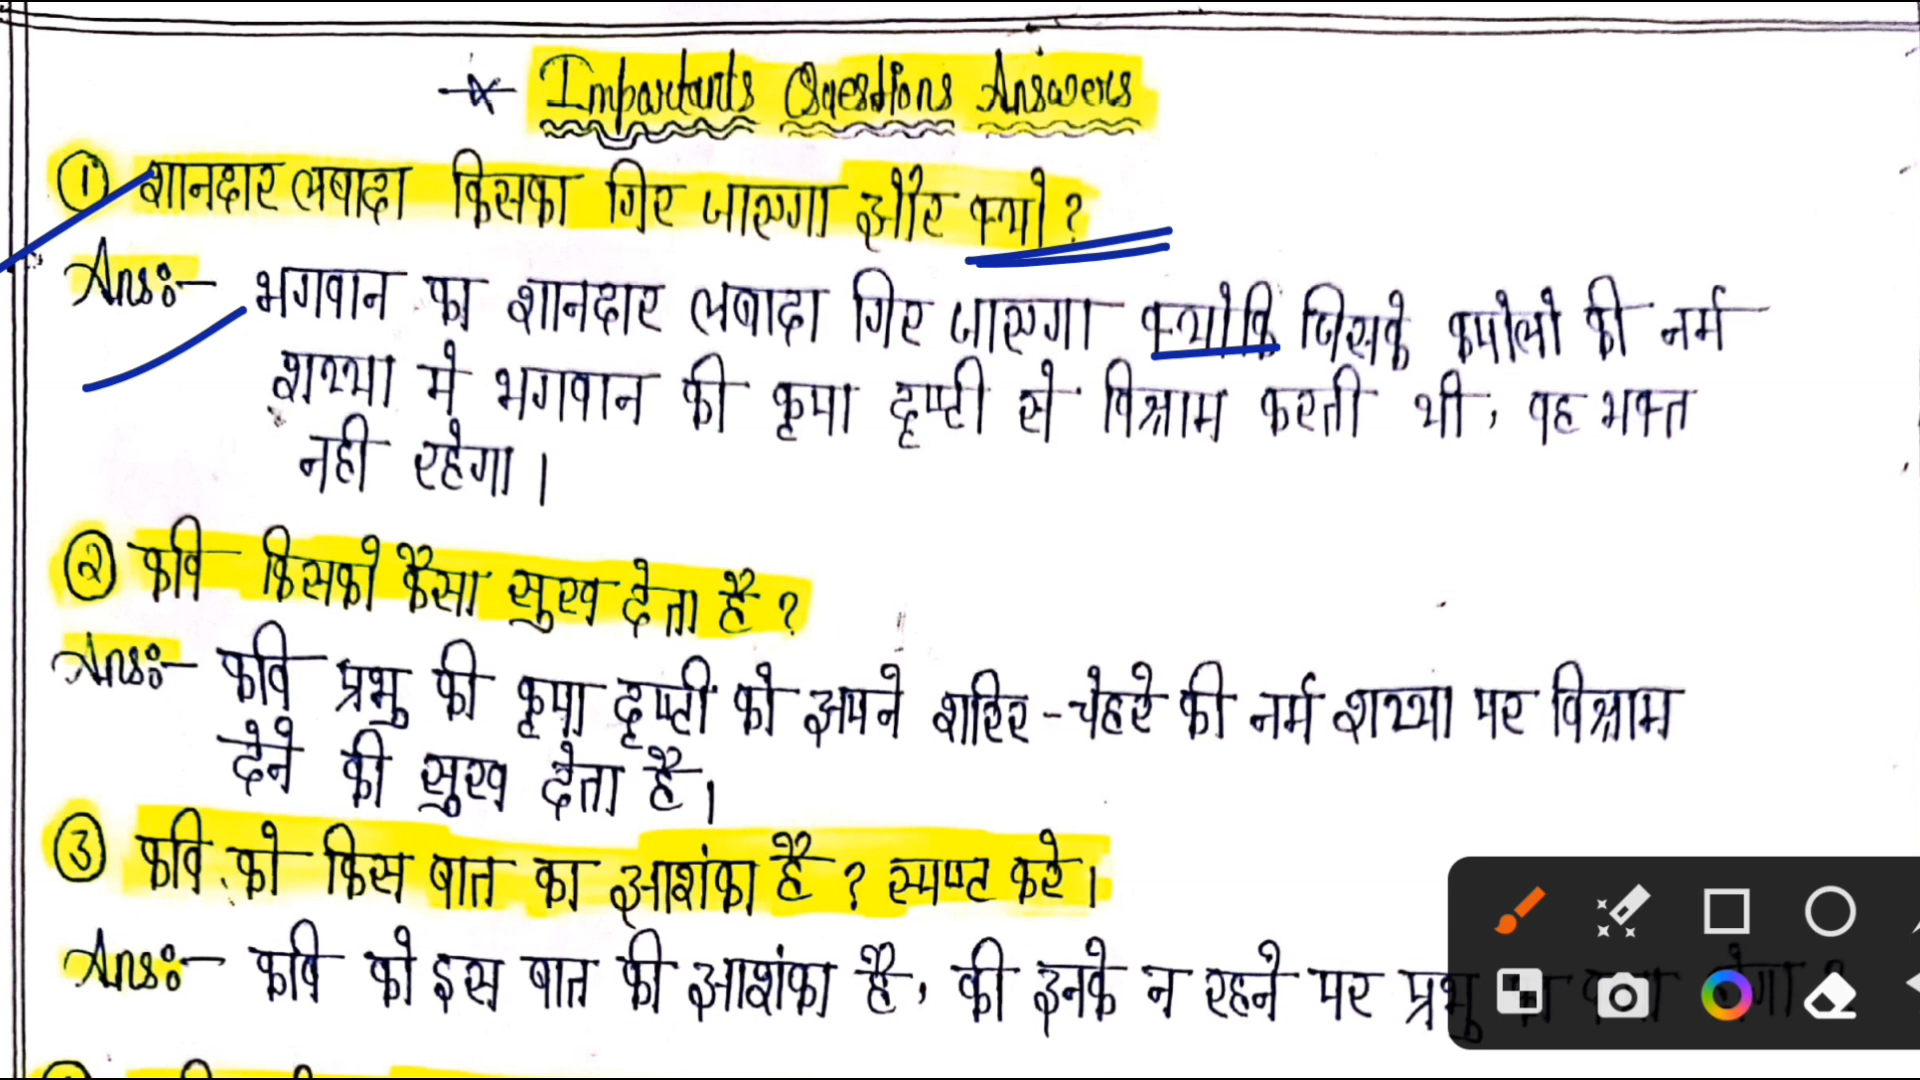 Impartants Questions Answers
① शानदार लबादा किसका गिर जाएगा और क्यो?
Ans:- भगवान का शानदार लबादा गिर जाएगा क्योकि जिसके कपोलो की नर्म
शय्या मे भगवान की कृपा दृष्टी से विश्राम करती थी, वह भक्त
नही रहेगा।
② कवि किसको कैसा सुख देता है?
Ans:- कवि प्रभु की कृपा दृष्टी को अपने शरिर-चेहरे की नर्म शय्या पर विश्राम
देने की सुख देता है।
③ कवि को किस बात का आशंका है? स्पष्ट करे।
Ans:- कवि को इस बात की आशंका है, की इनके न रहने पर प्रभु का क्या होगा